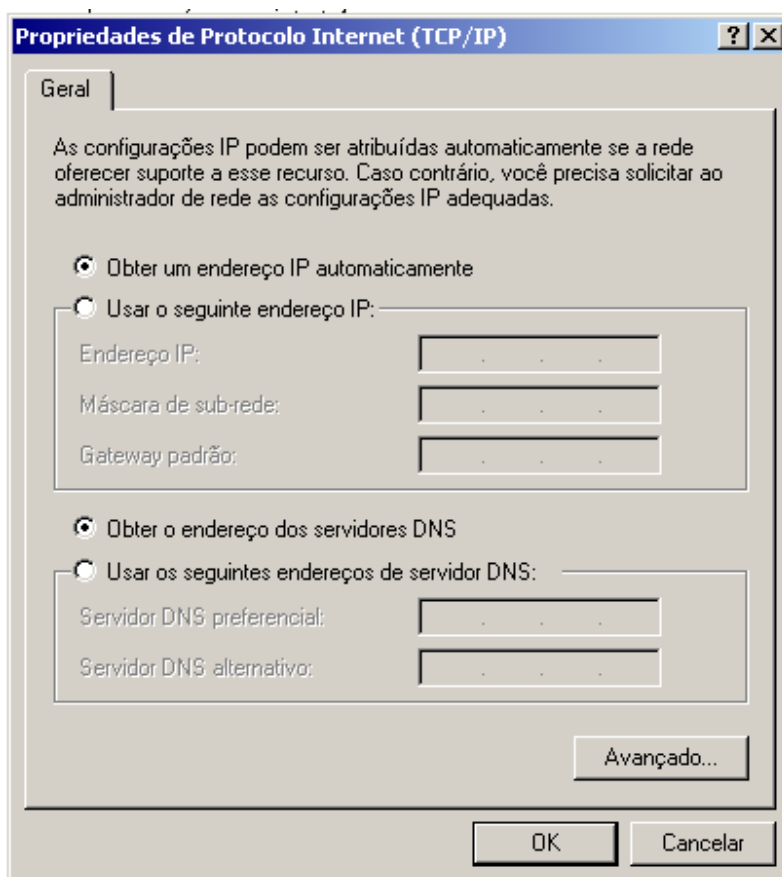 Propriedades de Protocolo Internet (TCP/IP)
Geral
As configurações IP podem ser atribuídas automaticamente se a rede
oferecer suporte a esse recurso. Caso contrário, você precisa solicitar ao
administrador de rede as configurações IP adequadas.
Obter um endereço IP automaticamente
Usar o seguinte endereço IP:
Endereço IP:
Máscara de sub-rede:
Gateway padrão:
Obter o endereço dos servidores DNS
Usar os seguintes endereços de servidor DNS:
Servidor DNS preferencial:
Servidor DNS alternativo:
Avançado...
OK Cancelar